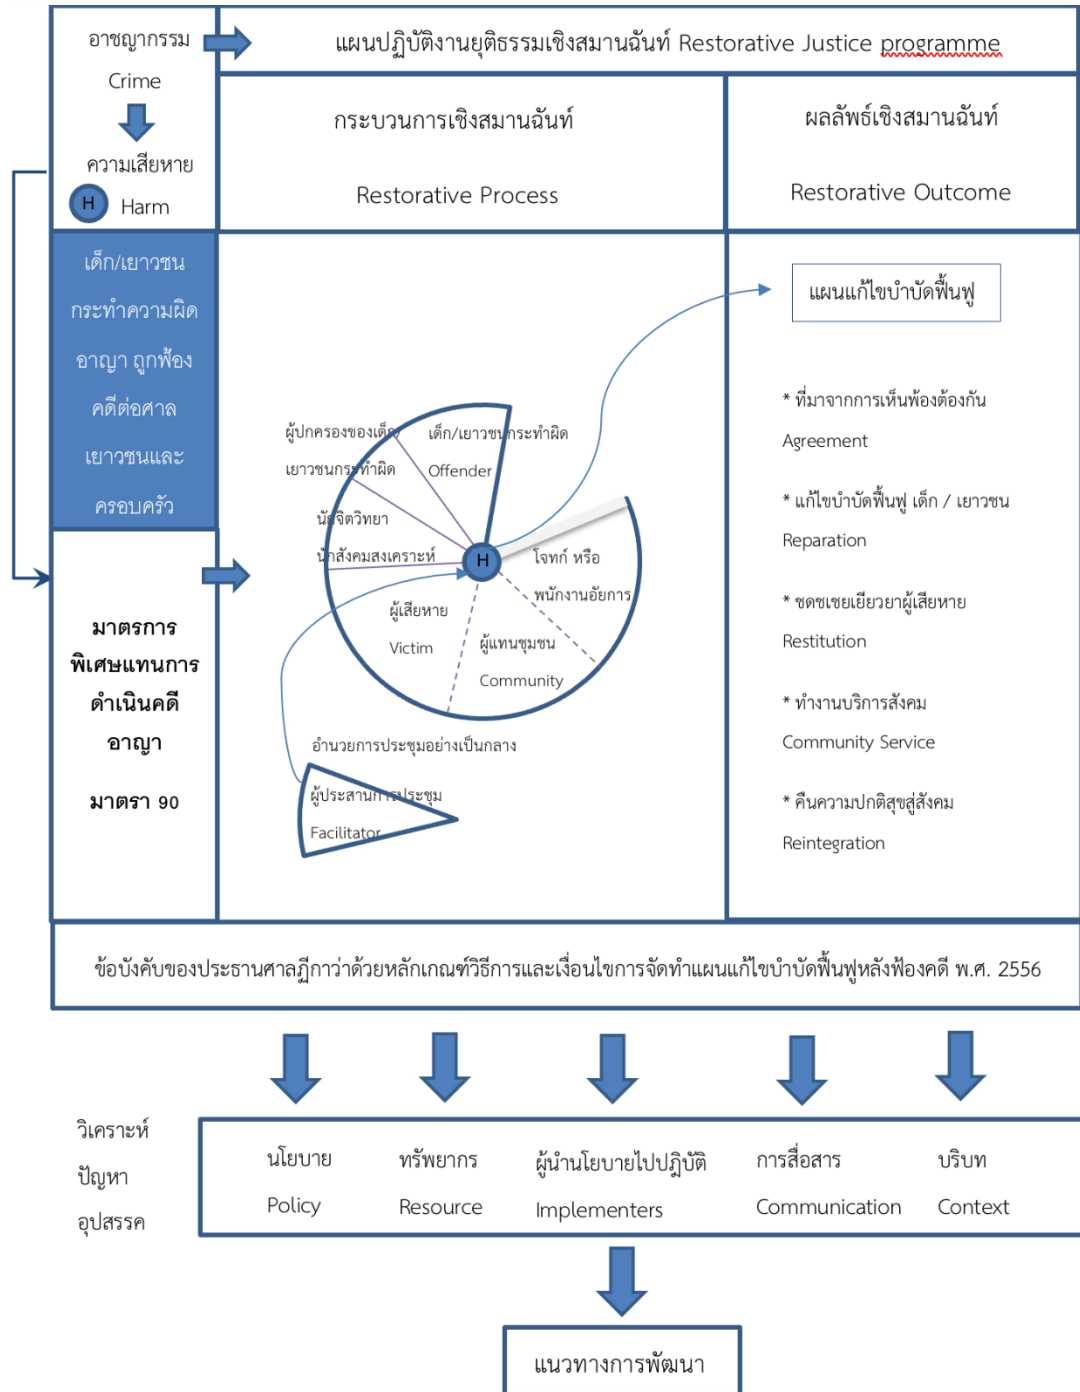 อาชญากรรม
Crime
ความเสียหาย
H Harm
แผนปฏิบัติงานยุติธรรมเชิงสมานฉันท์ Restorative Justice programme
กระบวนการเชิงสมานฉันท์
Restorative Process
ผลลัพธ์เชิงสมานฉันท์
Restorative Outcome
เด็ก/เยาวชน
กระทำความผิด
อาญา ถูกฟ้อง
คดีต่อศาล
เยาวชนและ
ครอบครัว
มาตรการ
พิเศษแทนการ
ดำเนินคดี
อาญา
มาตรา 90
ผู้ปกครองของเด็ก/
เยาวชนกระทำผิด
เด็ก/เยาวชนกระทำผิด
Offender
นักจิตวิทยา
นักสังคมสงเคราะห์
H
โจทก์ หรือ
พนักงานอัยการ
ผู้เสียหาย
Victim
ผู้แทนชุมชน
Community
อำนวยการประชุมอย่างเป็นกลาง
ผู้ประสานการประชุม
Facilitator
แผนแก้ไขบำบัดฟื้นฟู
* ที่มาจากการเห็นพ้องต้องกัน
Agreement
* แก้ไขบำบัดฟื้นฟู เด็ก / เยาวชน
Reparation
* ชดชเชยเยียวยาผู้เสียหาย
Restitution
* ทำงานบริการสังคม
Community Service
* คืนความปกติสุขสู่สังคม
Reintegration
ข้อบังคับของประธานศาลฎีกาว่าด้วยหลักเกณฑ์วิธีการและเงื่อนไขการจัดทำแผนแก้ไขบำบัดฟื้นฟูหลังฟ้องคดี พ.ศ. 2556
วิเคราะห์
ปัญหา
อุปสรรค
นโยบาย
Policy
ทรัพยากร
Resource
ผู้นำนโยบายไปปฎิบัติ
Implementers
การสื่อสาร
Communication
บริบท
Context
แนวทางการพัฒนา